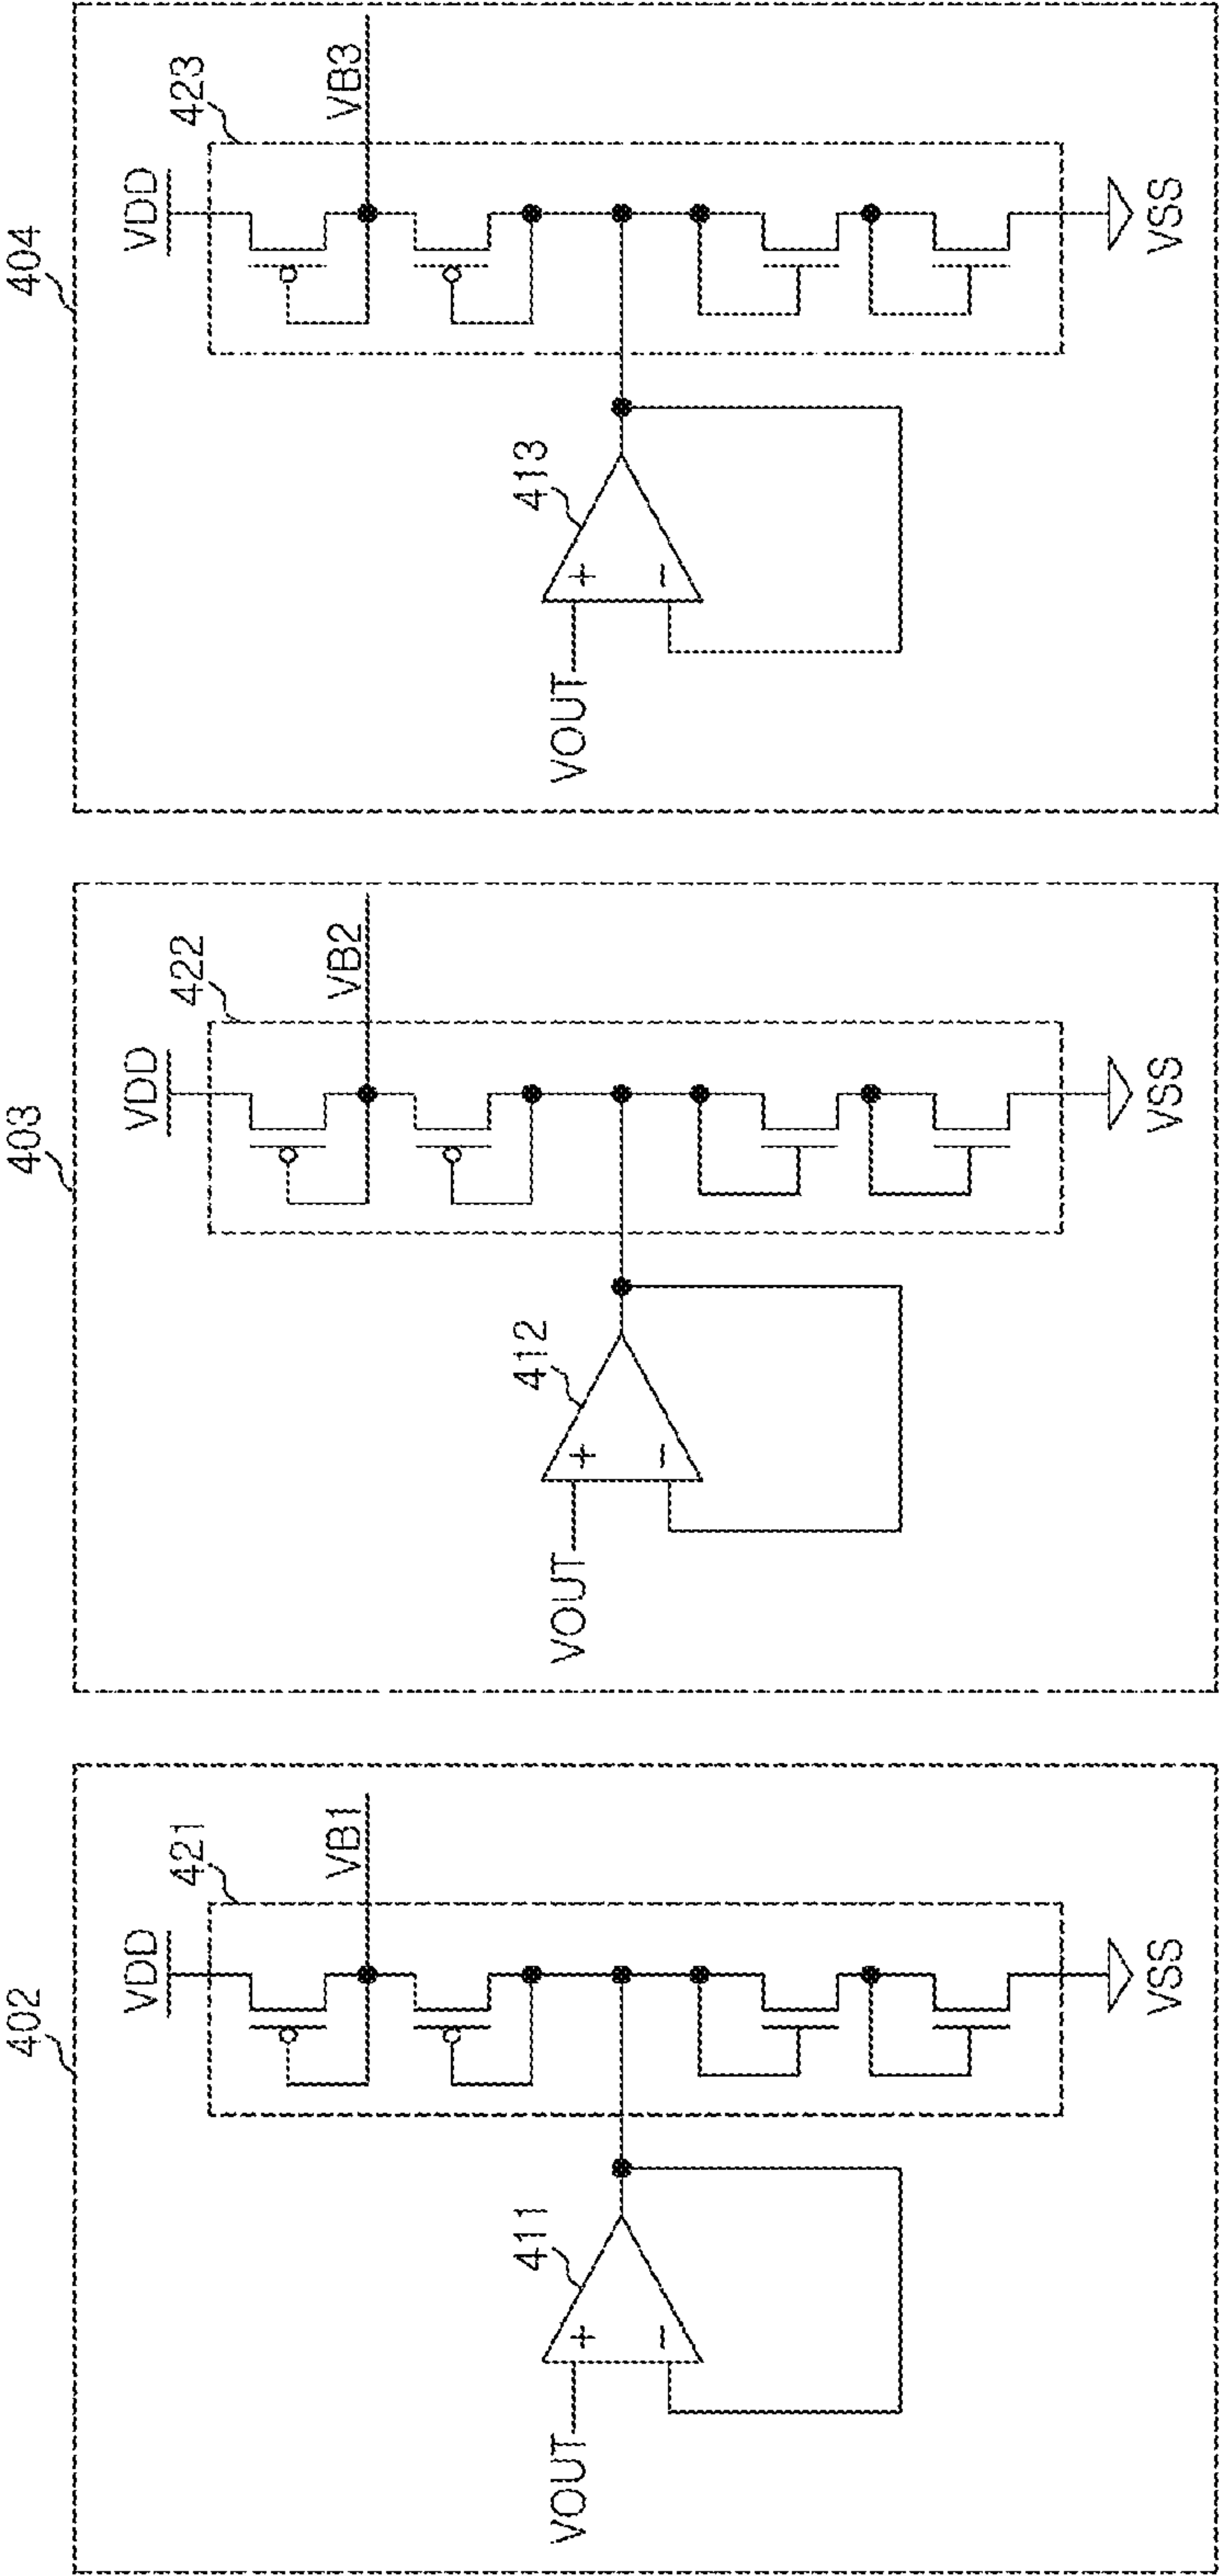 402
VDD
421
VB1
411
VOUT
+
−
VSS
403
VDD
422
VB2
412
VOUT
+
−
VSS
404
VDD
423
VB3
413
VOUT
+
−
VSS